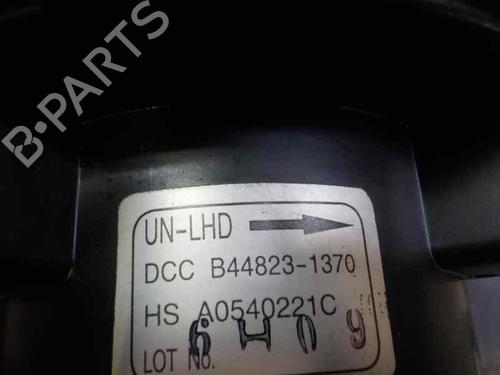 B-PARTS
UN-LHD
DCC B44823-1370
HS A0540221C
6H09
LOT No.